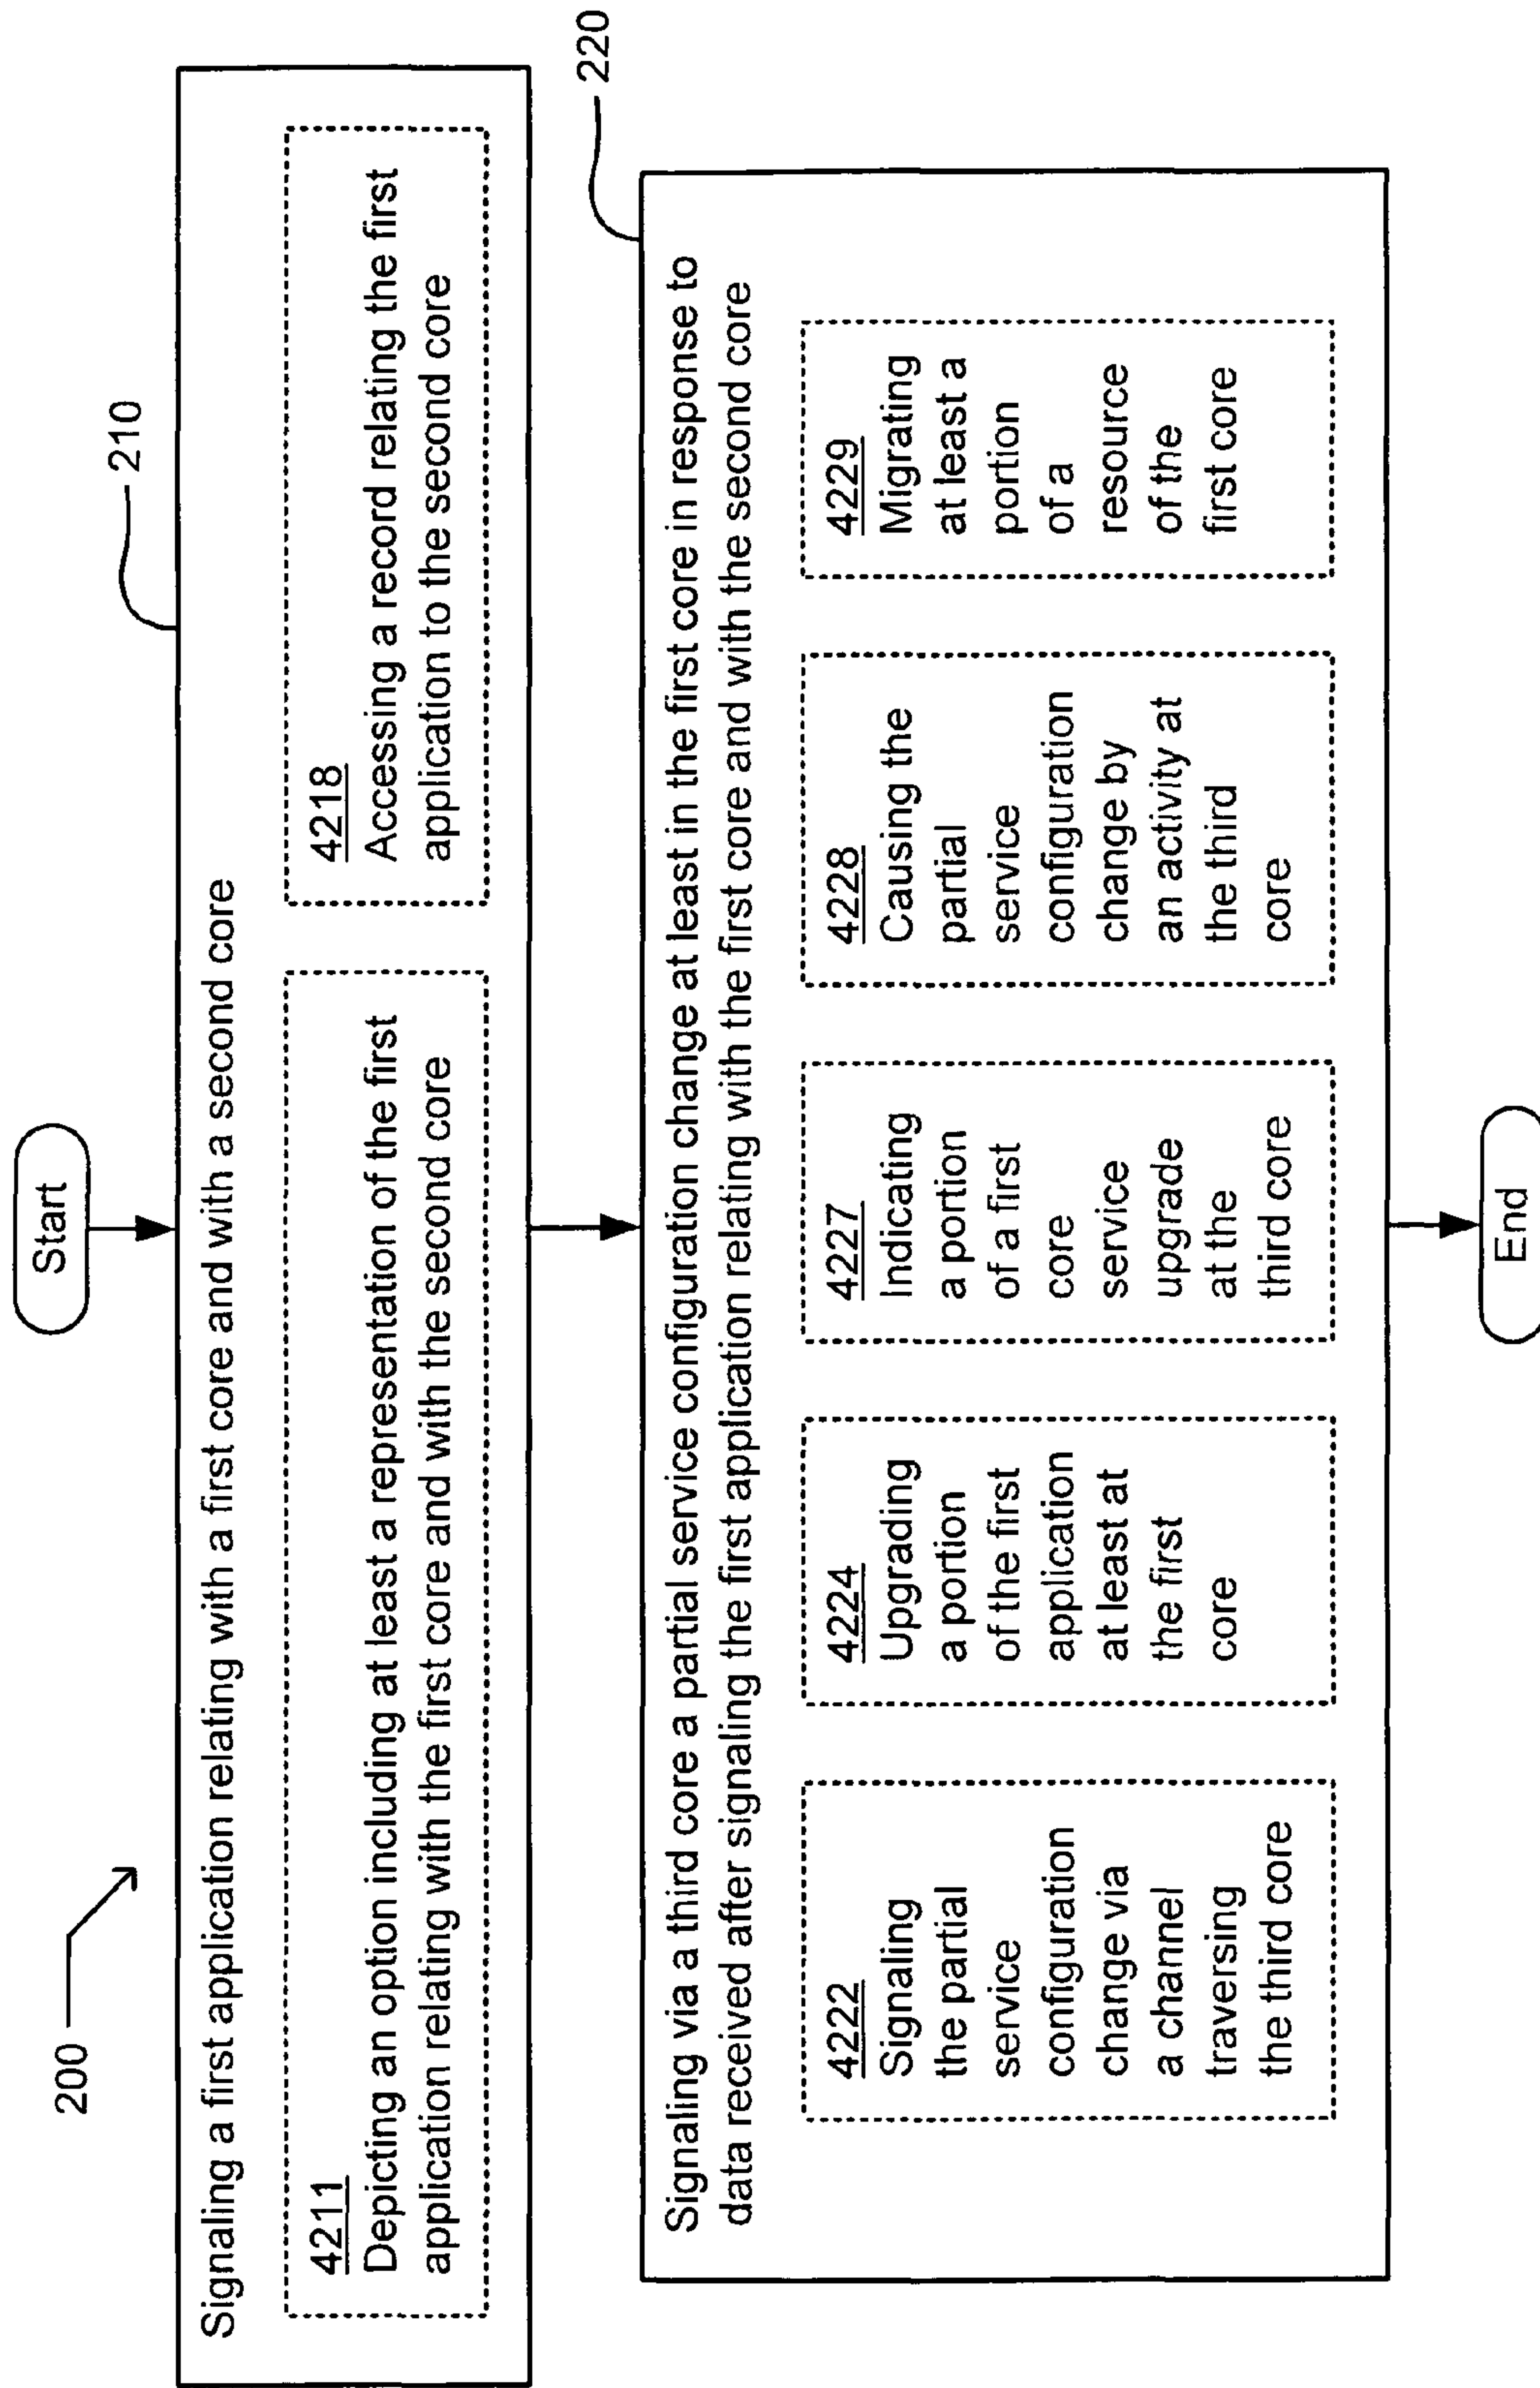 200
Start
210
Signaling a first application relating with a first core and with a second core
4211
Depicting an option including at least a representation of the first
application relating with the first core and with the second core
4218
Accessing a record relating the first
application to the second core
220
Signaling via a third core a partial service configuration change at least in the first core in response to
data received after signaling the first application relating with the first core and with the second core
4222
Signaling
the partial
service
configuration
change via
a channel
traversing
the third core
4224
Upgrading
a portion
of the first
application
at least at
the first
core
4227
Indicating
a portion
of a first
core
service
upgrade
at the
third core
4228
Causing the
partial
service
configuration
change by
an activity at
the third
core
4229
Migrating
at least a
portion
of a
resource
of the
first core
End